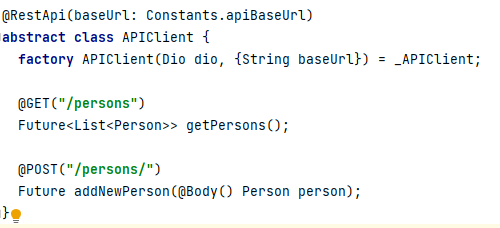 @RestApi(baseUrl: Constants.apiBaseUrl)
abstract class APIClient {
  factory APIClient(Dio dio, {String baseUrl}) = _APIClient;

  @GET("/persons")
  Future<List<Person>> getPersons();

  @POST("/persons/")
  Future addNewPerson(@Body() Person person);
}